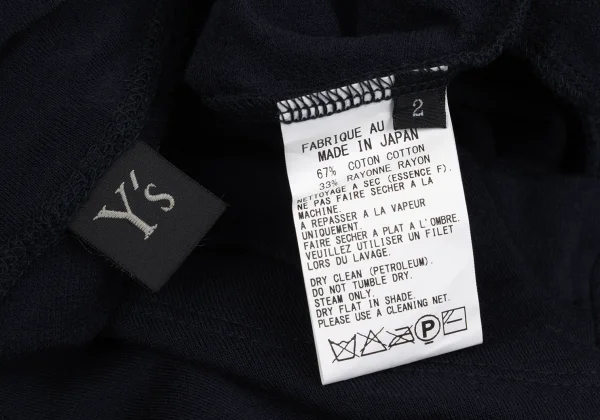 Y's
2
FABRIQUE AU
MADE IN JAPAN
67% COTON COTTON
33% RAYONNE RAYON
NETTOYAGE A SEC (ESSENCE F).
NE PAS FAIRE SECHER A LA
MACHINE.
A REPASSER A LA VAPEUR
UNIQUEMENT.
FAIRE SECHER A PLAT A L'OMBRE.
VEUILLEZ UTILISER UN FILET
LORS DU LAVAGE.
DRY CLEAN (PETROLEUM).
DO NOT TUMBLE DRY.
STEAM ONLY.
DRY FLAT IN SHADE.
PLEASE USE A CLEANING NET.
P